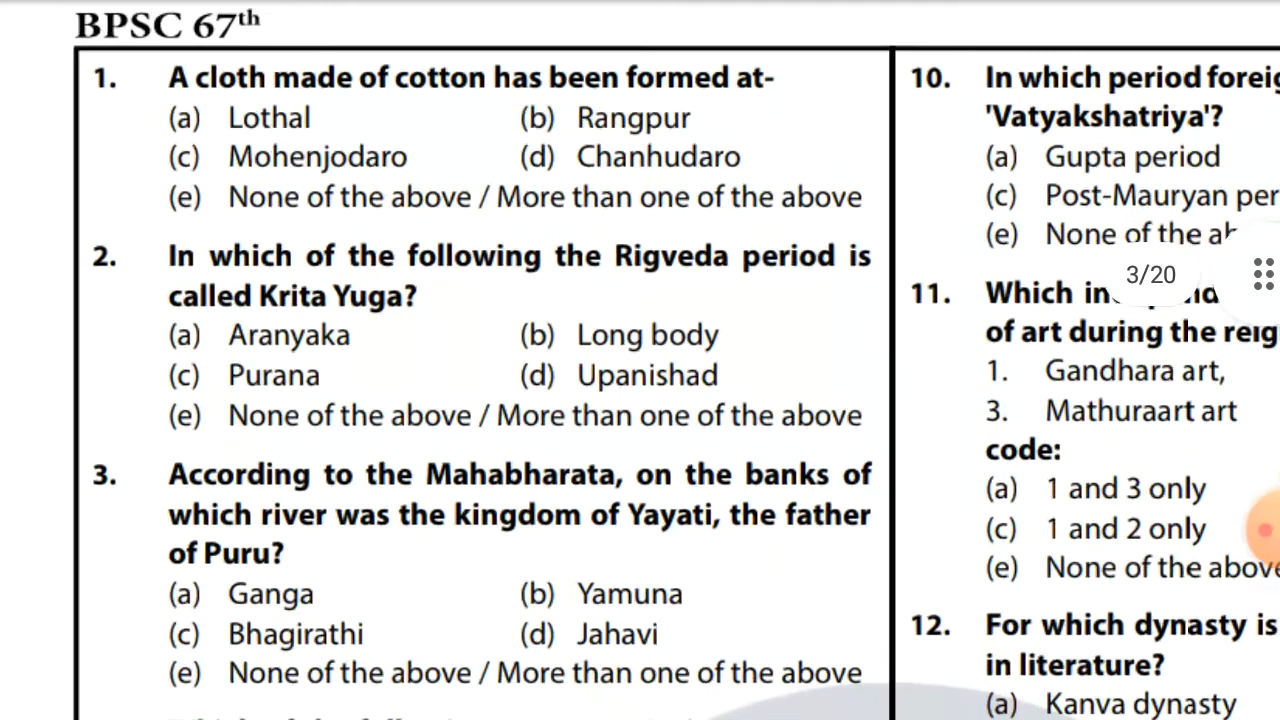 BPSC 67th
1. A cloth made of cotton has been formed at-
(a) Lothal (b) Rangpur
(c) Mohenjodaro (d) Chanhudaro
(e) None of the above / More than one of the above
2. In which of the following the Rigveda period is
called Krita Yuga?
(a) Aranyaka (b) Long body
(c) Purana (d) Upanishad
(e) None of the above / More than one of the above
3. According to the Mahabharata, on the banks of
which river was the kingdom of Yayati, the father
of Puru?
(a) Ganga (b) Yamuna
(c) Bhagirathi (d) Jahavi
(e) None of the above / More than one of the above
10. In which period
'Vatyakshatriya'?
(a) Gupta period
(c) Post-Mauryan
(e) None of the
3/20
11. Which
of art during the
1. Gandhara art,
3. Mathuraart art
code:
(a) 1 and 3 only
(c) 1 and 2 only
(e) None of the
12. For which dynasty is
in literature?
(a) Kanva dynasty